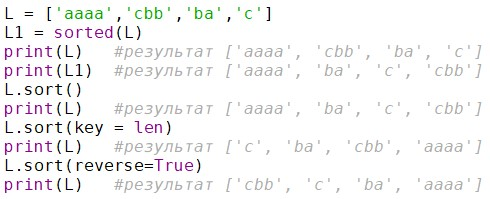 L = ['aaaa','cbb','ba','c']
L1 = sorted(L)
print(L)   #результат ['aaaa', 'cbb', 'ba', 'c']
print(L1)  #результат ['aaaa', 'ba', 'c', 'cbb']
L.sort()
print(L)   #результат ['aaaa', 'ba', 'c', 'cbb']
L.sort(key = len)
print(L)   #результат ['c', 'ba', 'cbb', 'aaaa']
L.sort(reverse=True)
print(L)   #результат ['cbb', 'c', 'ba', 'aaaa']